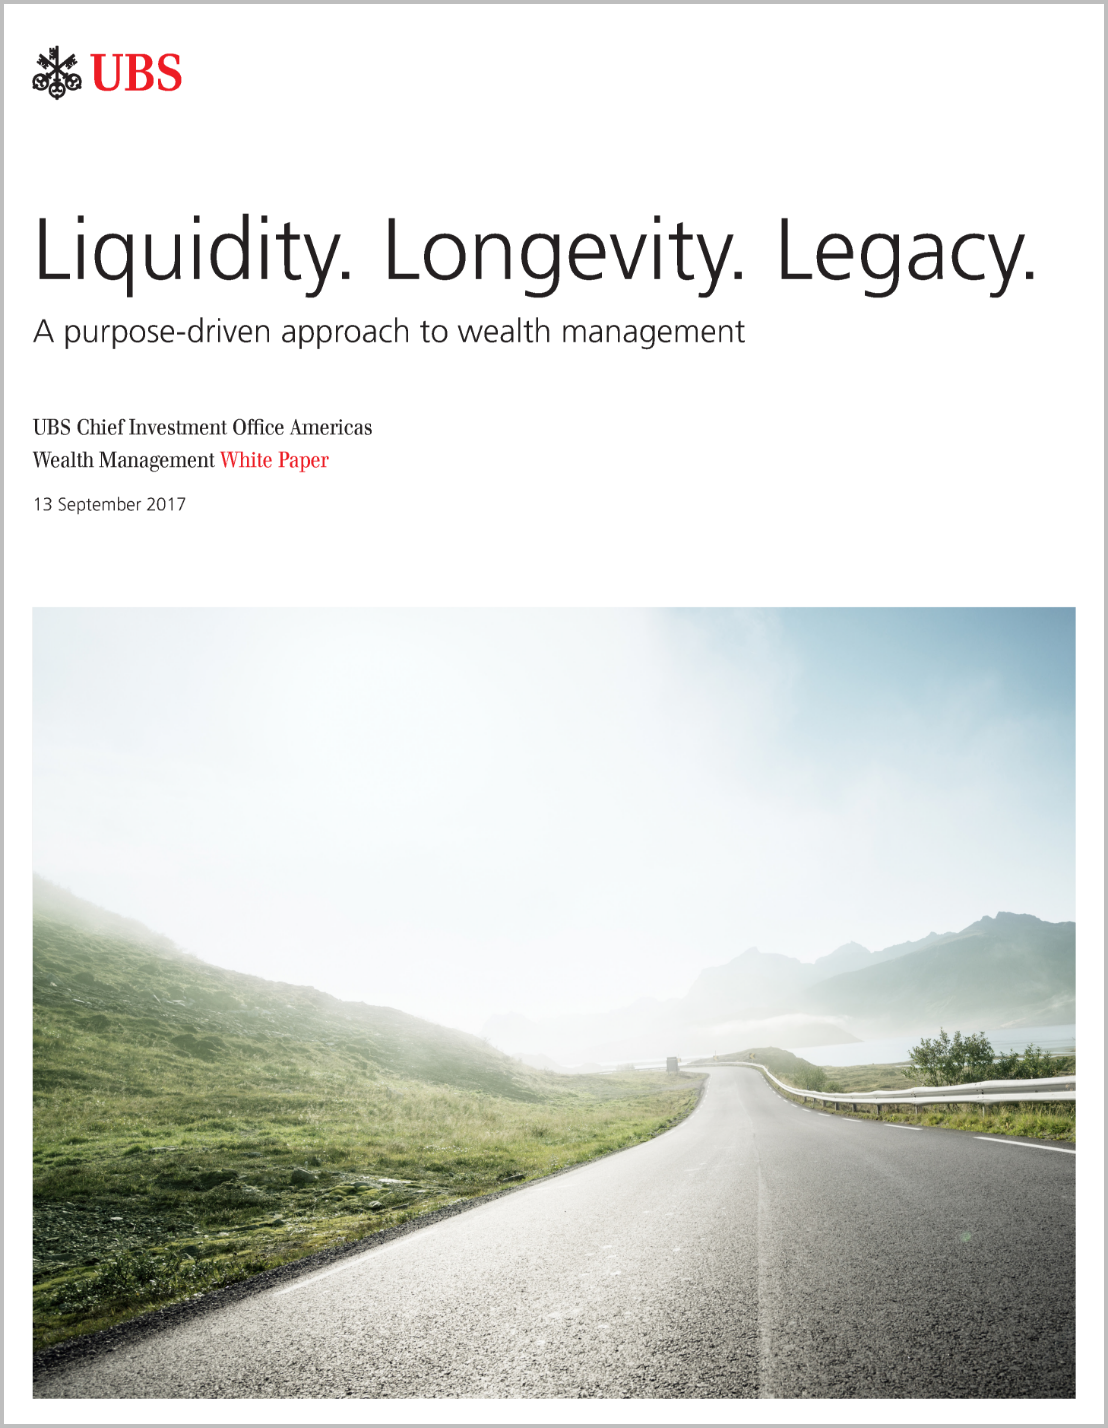 UBS
Liquidity. Longevity. Legacy.
A purpose-driven approach to wealth management
UBS Chief Investment Office Americas
Wealth Management White Paper
13 September 2017